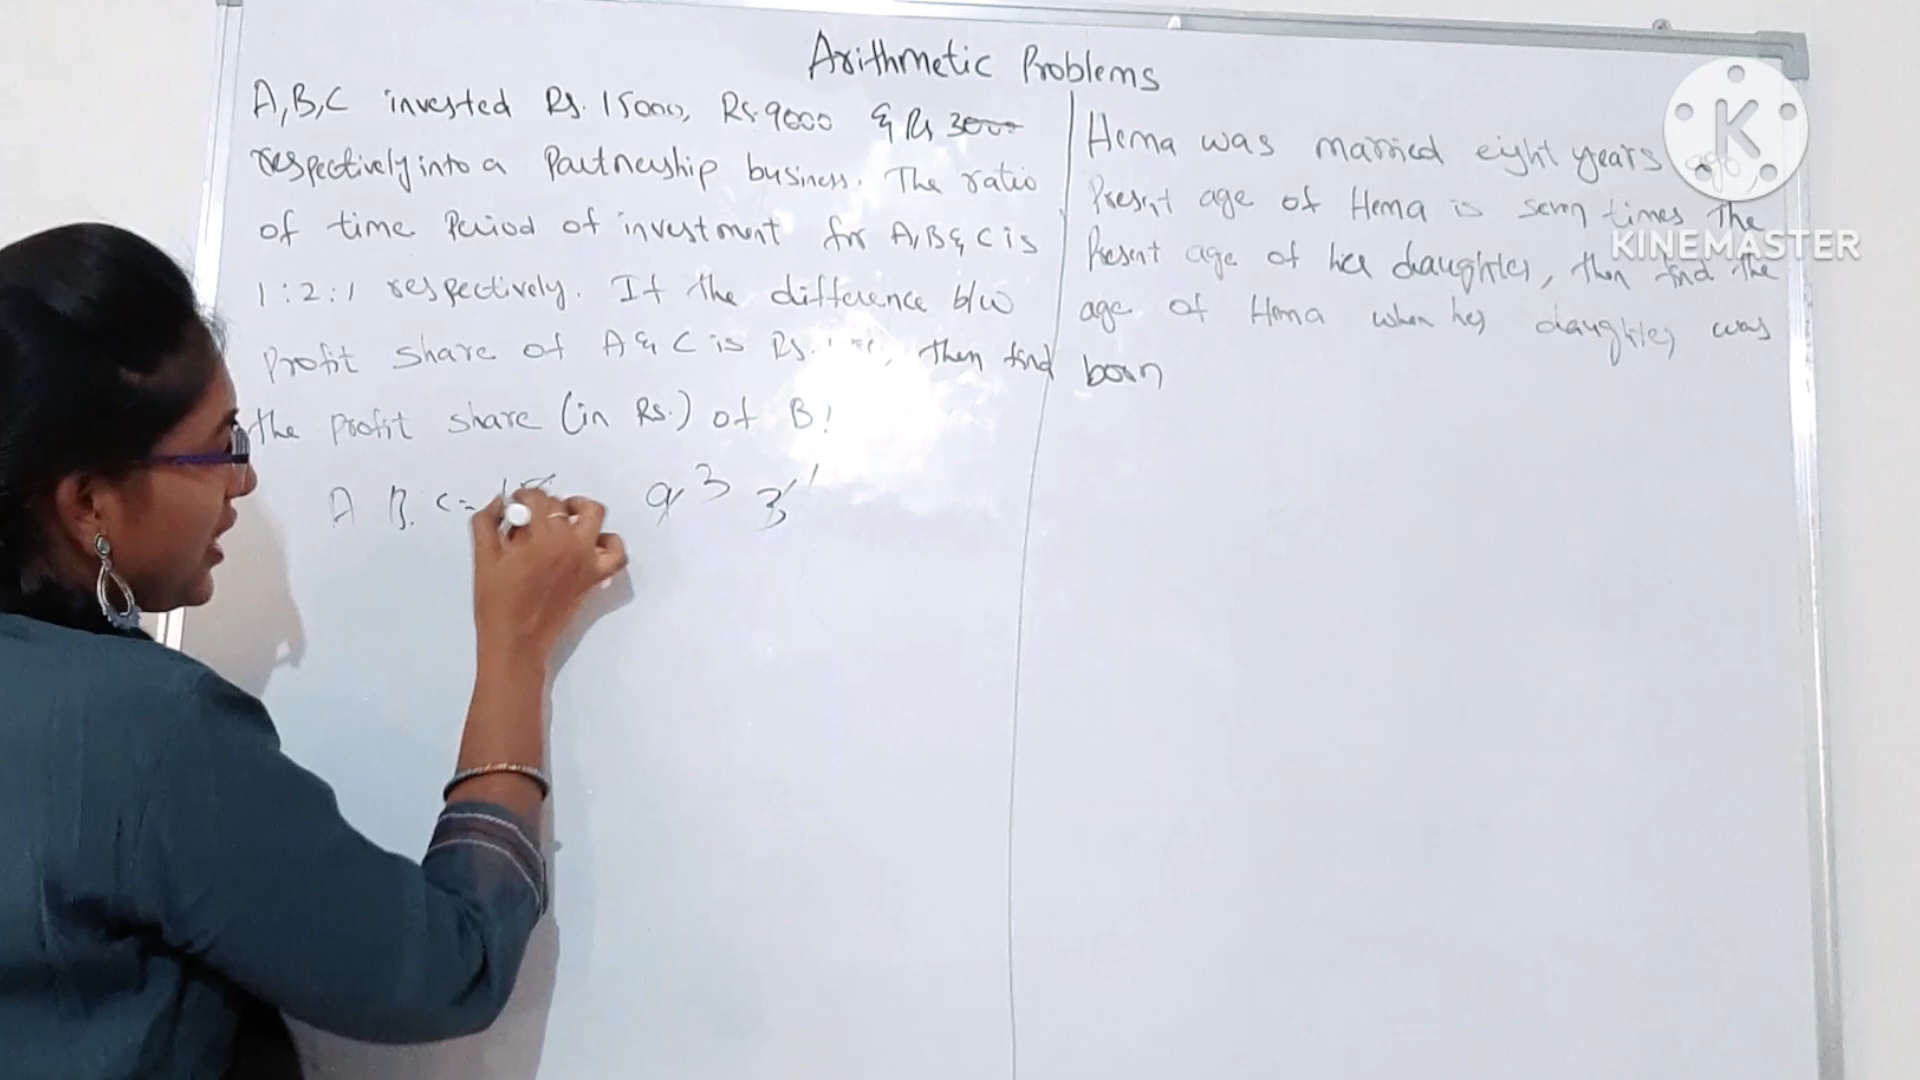 Arithmetic Problems
A,B,C invested Rs. 15000, Rs.9000 & Rs 3000
respectively into a Partnership business. The ratio
of time Period of investment for A,B & C is
1:2:1 respectively. If the difference b/w
Profit share of A & C is Rs. , then find
the Profit share (in Rs.) of B!
A B. C= 9 3 3 1
Hema was married eight years ago,
Present age of Hema is seven times The
Present age of her daughter, then find the
age of Hema when her daughter was
born
K
KINEMASTER